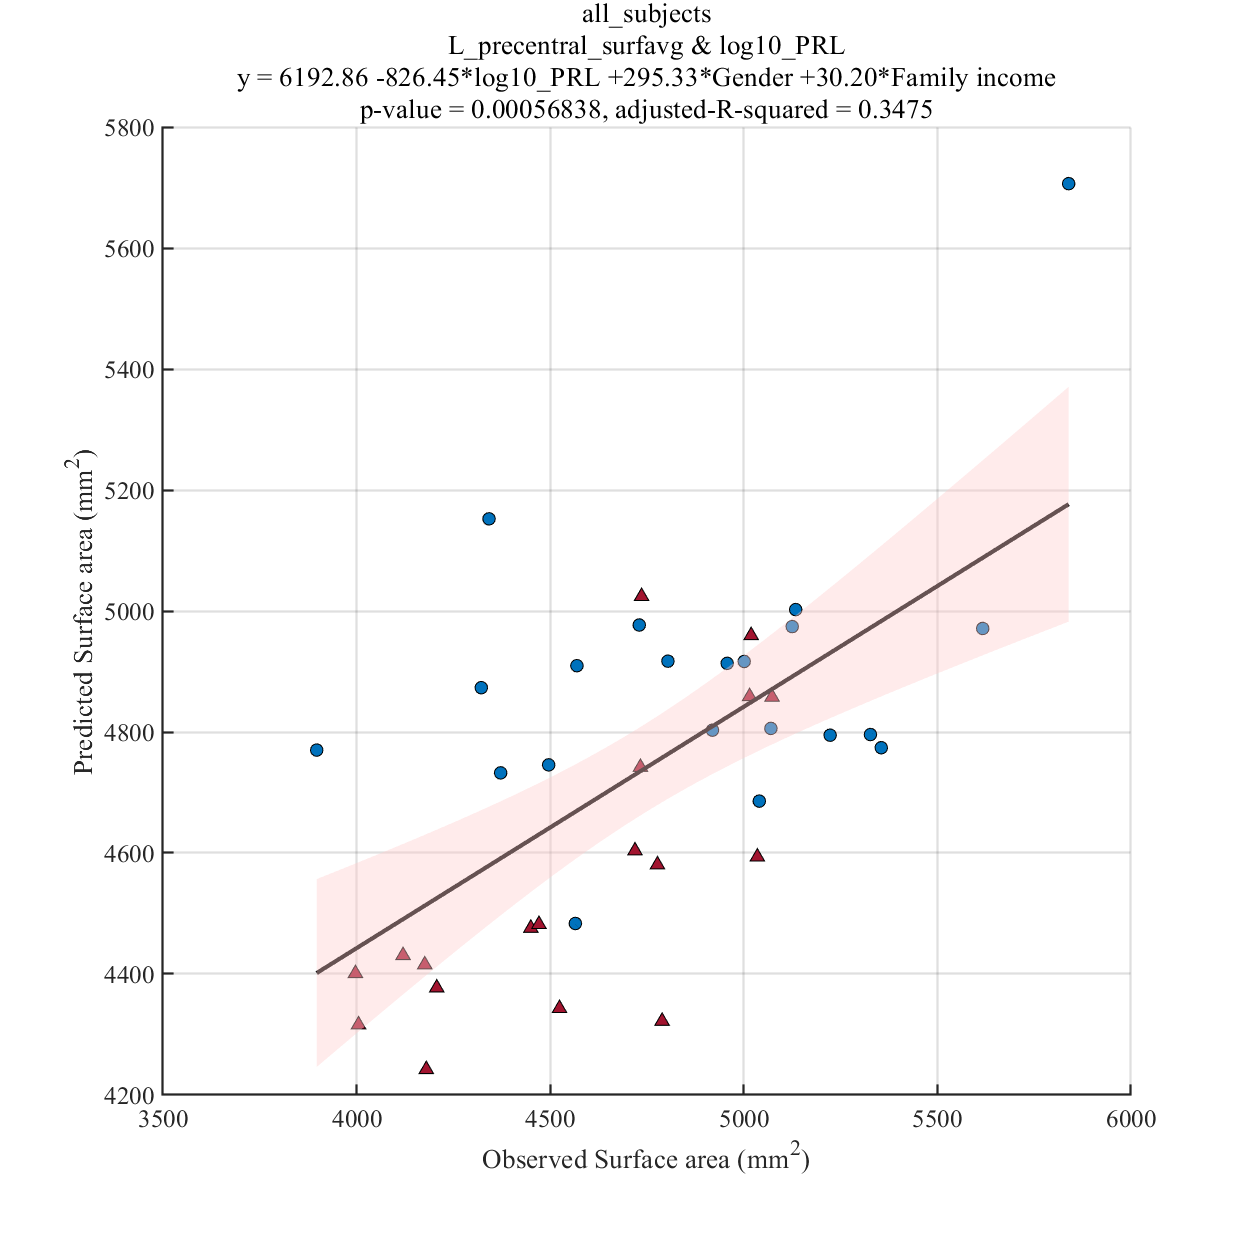 all_subjects
L_precentral_surfavg & log10_PRL
y = 6192.86 -826.45*log10_PRL +295.33*Gender +30.20*Family income
p-value = 0.00056838, adjusted-R-squared = 0.3475
5800
5600
5400
5200
5000
4800
4600
4400
4200
Predicted Surface area (mm²)
3500 4000 4500 5000 5500 6000
Observed Surface area (mm²)